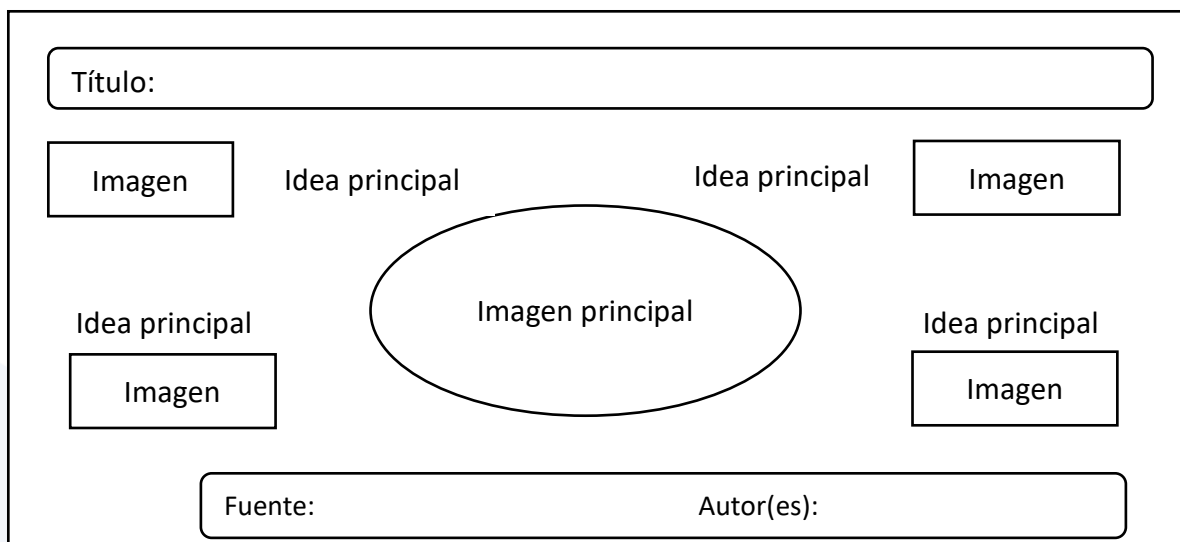 Título:
Imagen
Idea principal
Idea principal
Imagen
Imagen principal
Idea principal
Imagen
Idea principal
Imagen
Fuente:
Autor(es):